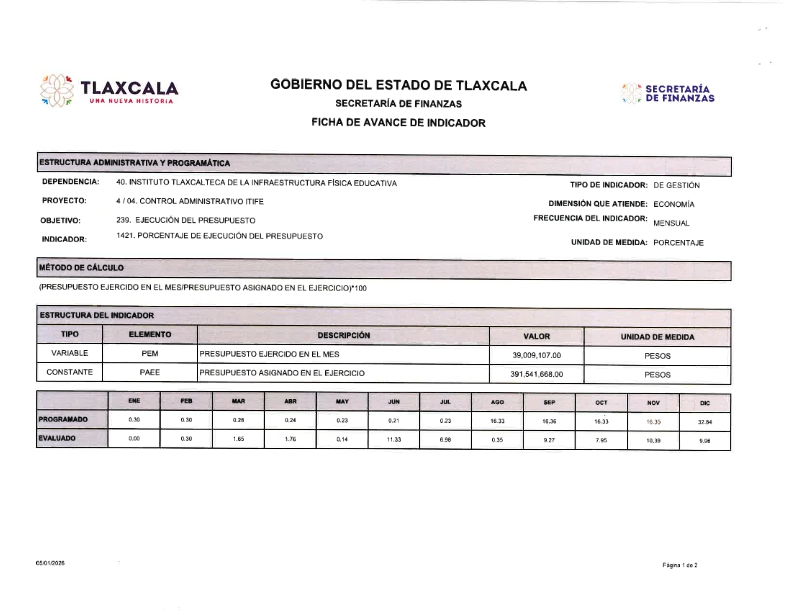 TLAXCALA
UNA NUEVA HISTORIA
GOBIERNO DEL ESTADO DE TLAXCALA
SECRETARÍA DE FINANZAS
FICHA DE AVANCE DE INDICADOR
SECRETARÍA
DE FINANZAS
ESTRUCTURA ADMINISTRATIVA Y PROGRAMÁTICA
DEPENDENCIA: 40. INSTITUTO TLAXCALTECA DE LA INFRAESTRUCTURA FÍSICA EDUCATIVA TIPO DE INDICADOR: DE GESTIÓN
PROYECTO: 4 / 04. CONTROL ADMINISTRATIVO ITIFE DIMENSIÓN QUE ATIENDE: ECONOMÍA
OBJETIVO: 239. EJECUCIÓN DEL PRESUPUESTO FRECUENCIA DEL INDICADOR: MENSUAL
INDICADOR: 1421. PORCENTAJE DE EJECUCIÓN DEL PRESUPUESTO UNIDAD DE MEDIDA: PORCENTAJE
MÉTODO DE CÁLCULO
(PRESUPUESTO EJERCIDO EN EL MES/PRESUPUESTO ASIGNADO EN EL EJERCICIO)*100
ESTRUCTURA DEL INDICADOR
TIPO ELEMENTO DESCRIPCIÓN VALOR UNIDAD DE MEDIDA
VARIABLE PEM PRESUPUESTO EJERCIDO EN EL MES 39,009,107.00 PESOS
CONSTANTE PAEE PRESUPUESTO ASIGNADO EN EL EJERCICIO 391,541,668.00 PESOS
ENE FEB MAR ABR MAY JUN JUL AGO SEP OCT NOV DIC
PROGRAMADO 0.30 0.30 0.28 0.24 0.23 0.21 0.23 16.33 16.36 16.33 16.33 32.84
EVALUADO 0.00 0.30 1.65 1.76 0.14 11.33 6.98 0.35 9.27 7.95 10.39 9.96
05/01/2026
Página 1 de 2